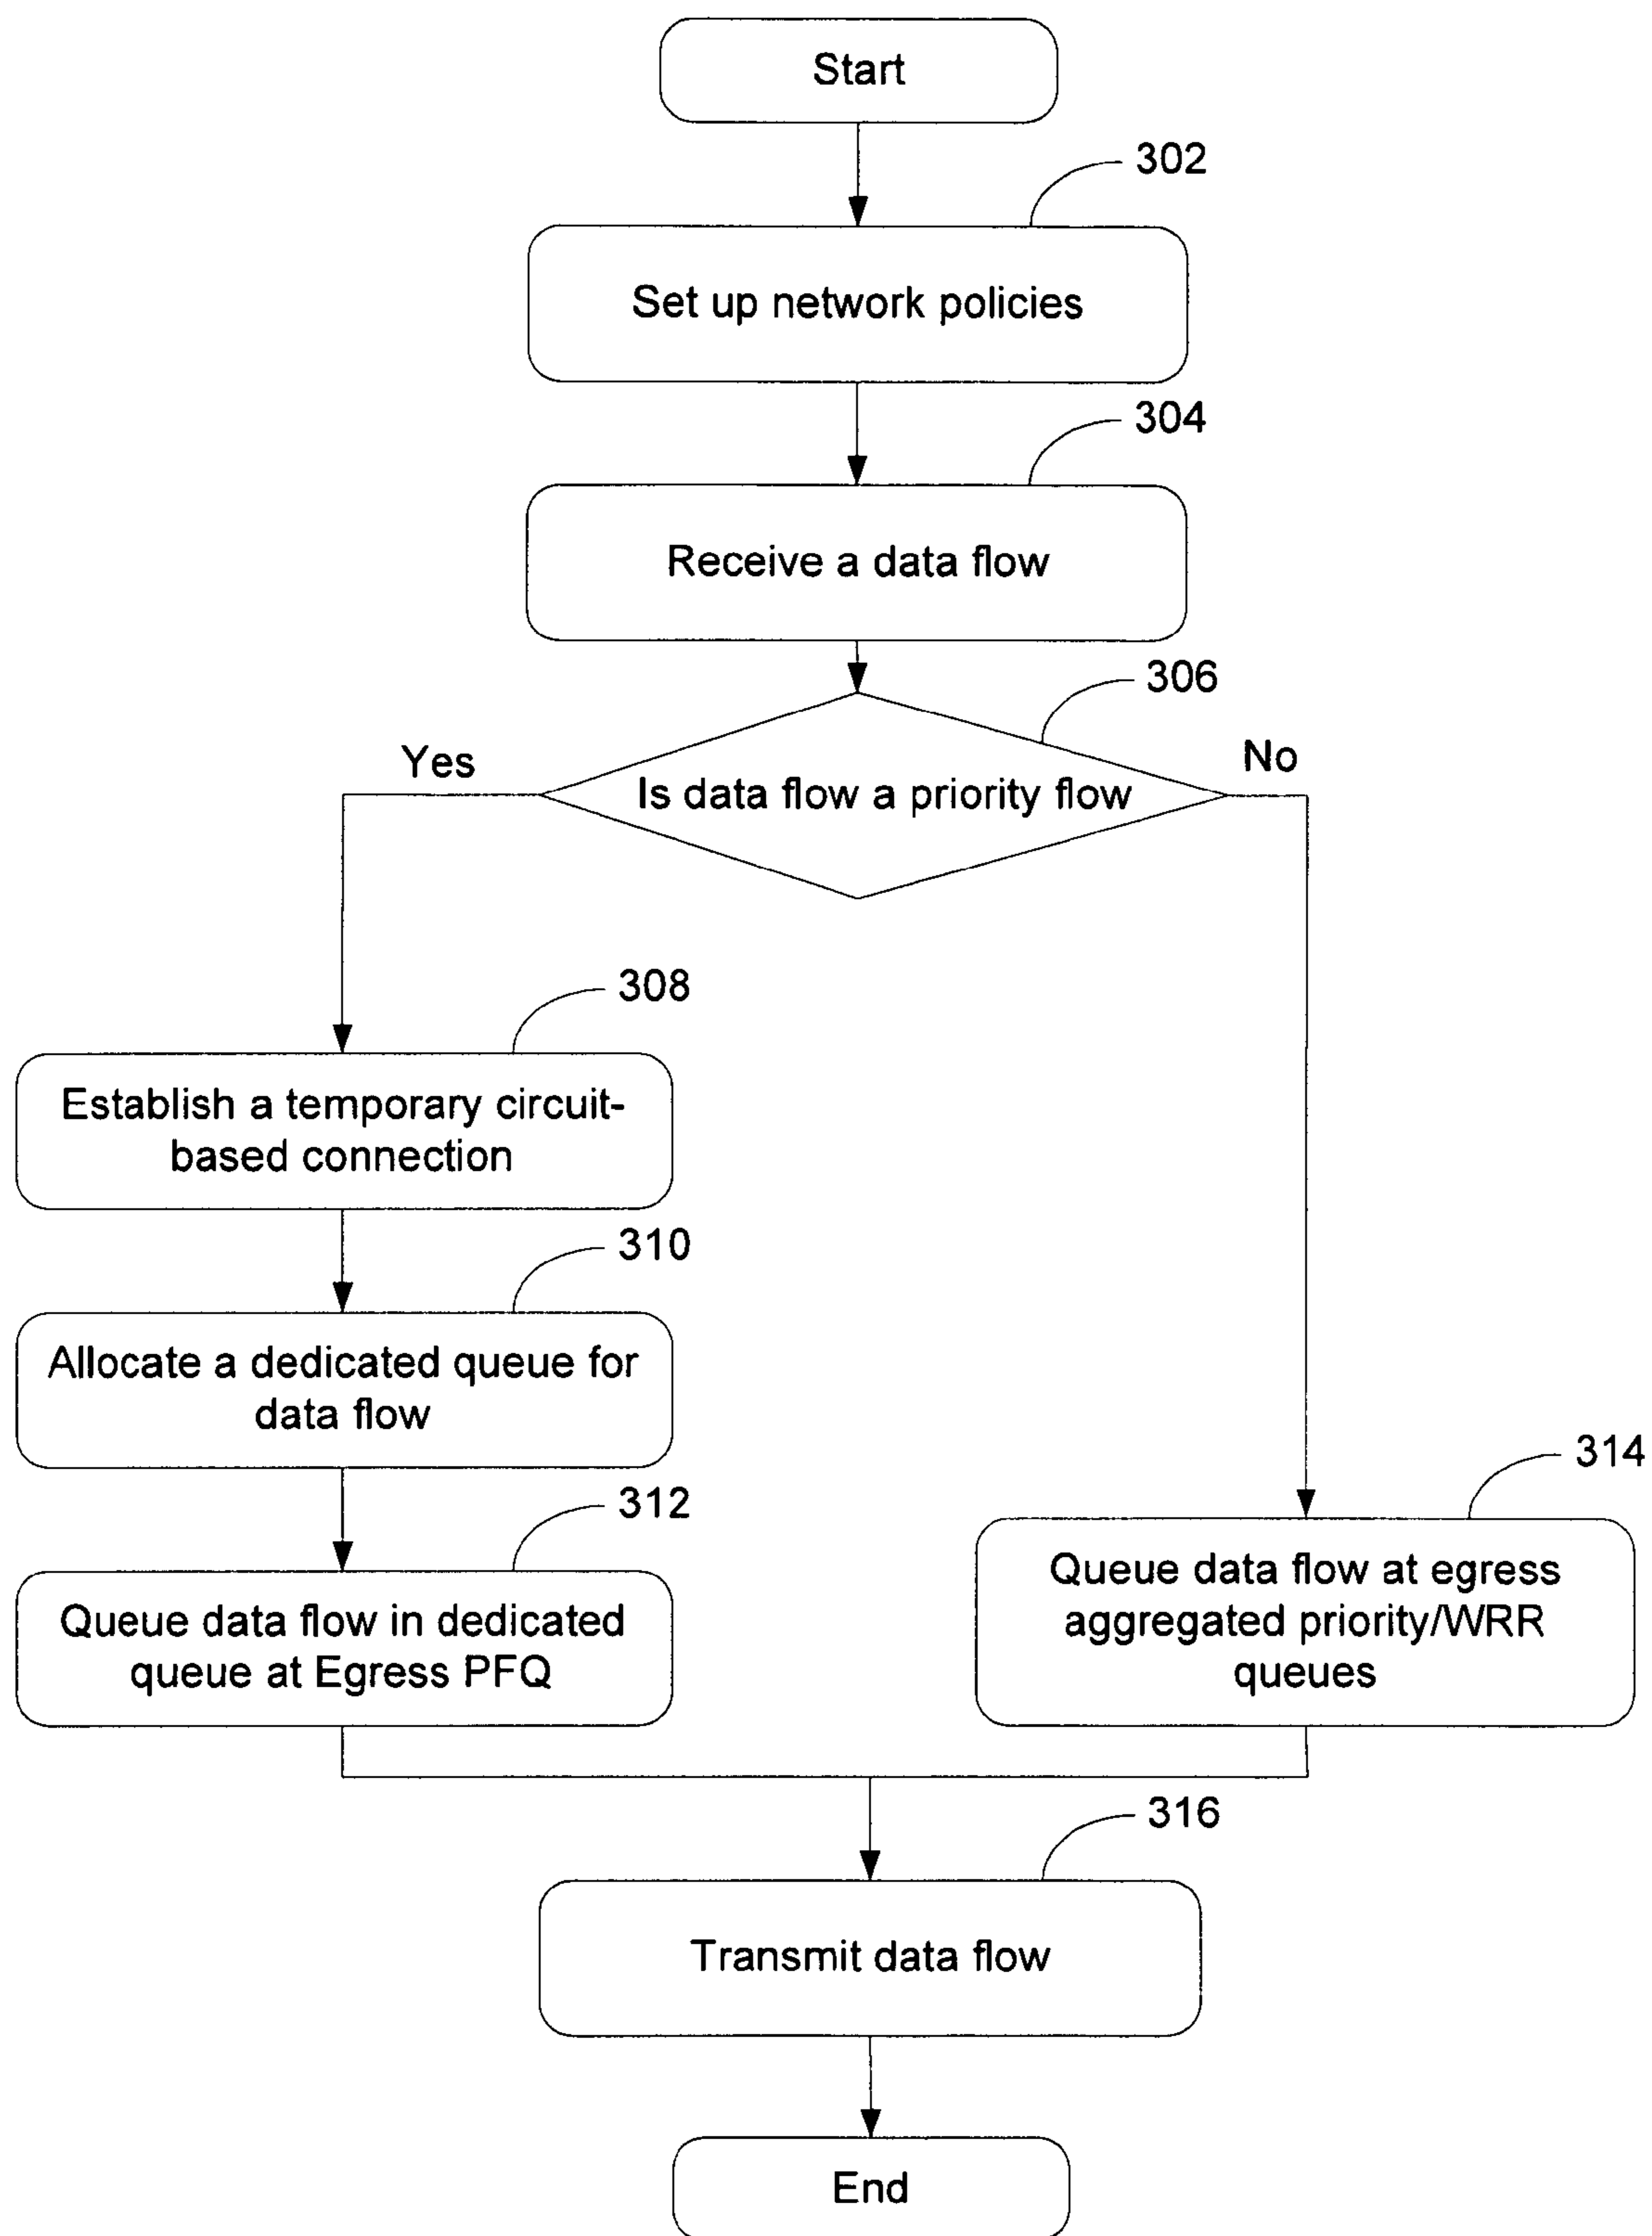 Start
302
Set up network policies
304
Receive a data flow
306
Yes
No
Is data flow a priority flow
308
Establish a temporary circuit-
based connection
310
Allocate a dedicated queue for
data flow
312
Queue data flow in dedicated
queue at Egress PFQ
314
Queue data flow at egress
aggregated priority/WRR
queues
316
Transmit data flow
End